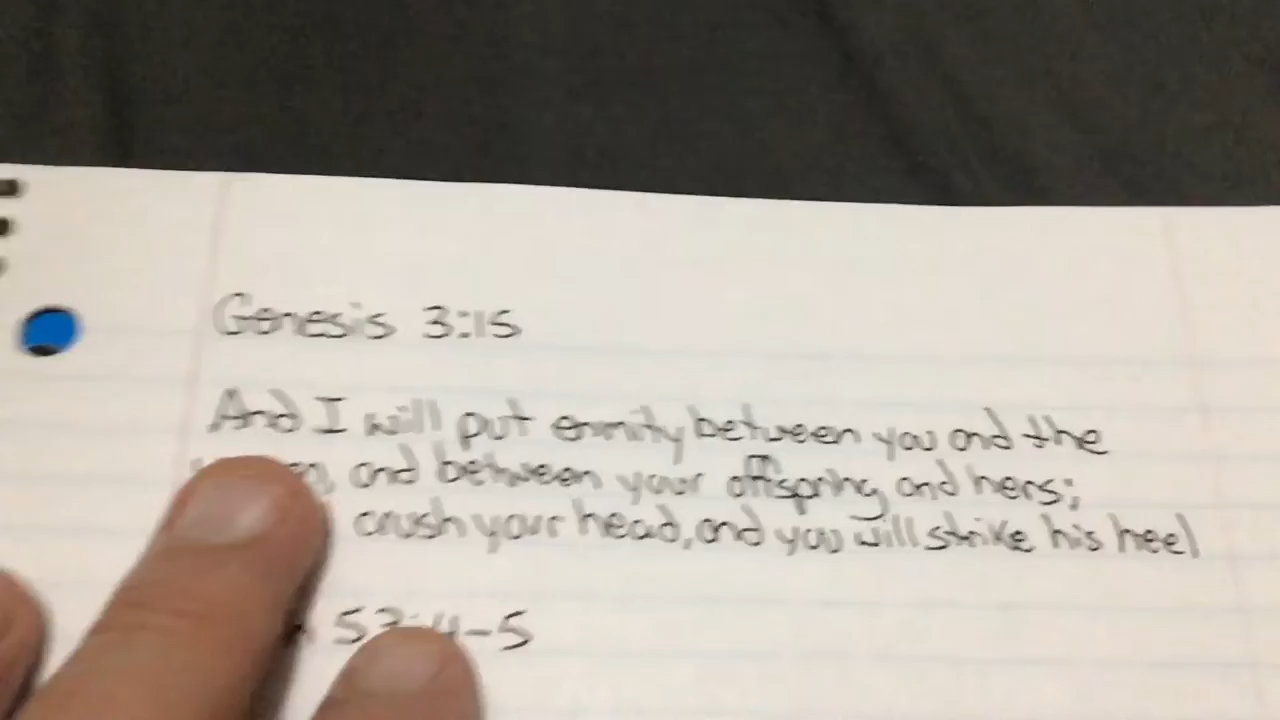 Genesis 3:15
And I will put enmity between you and the
and between your offspring and hers;
crush your head, and you will strike his heel
53:4-5